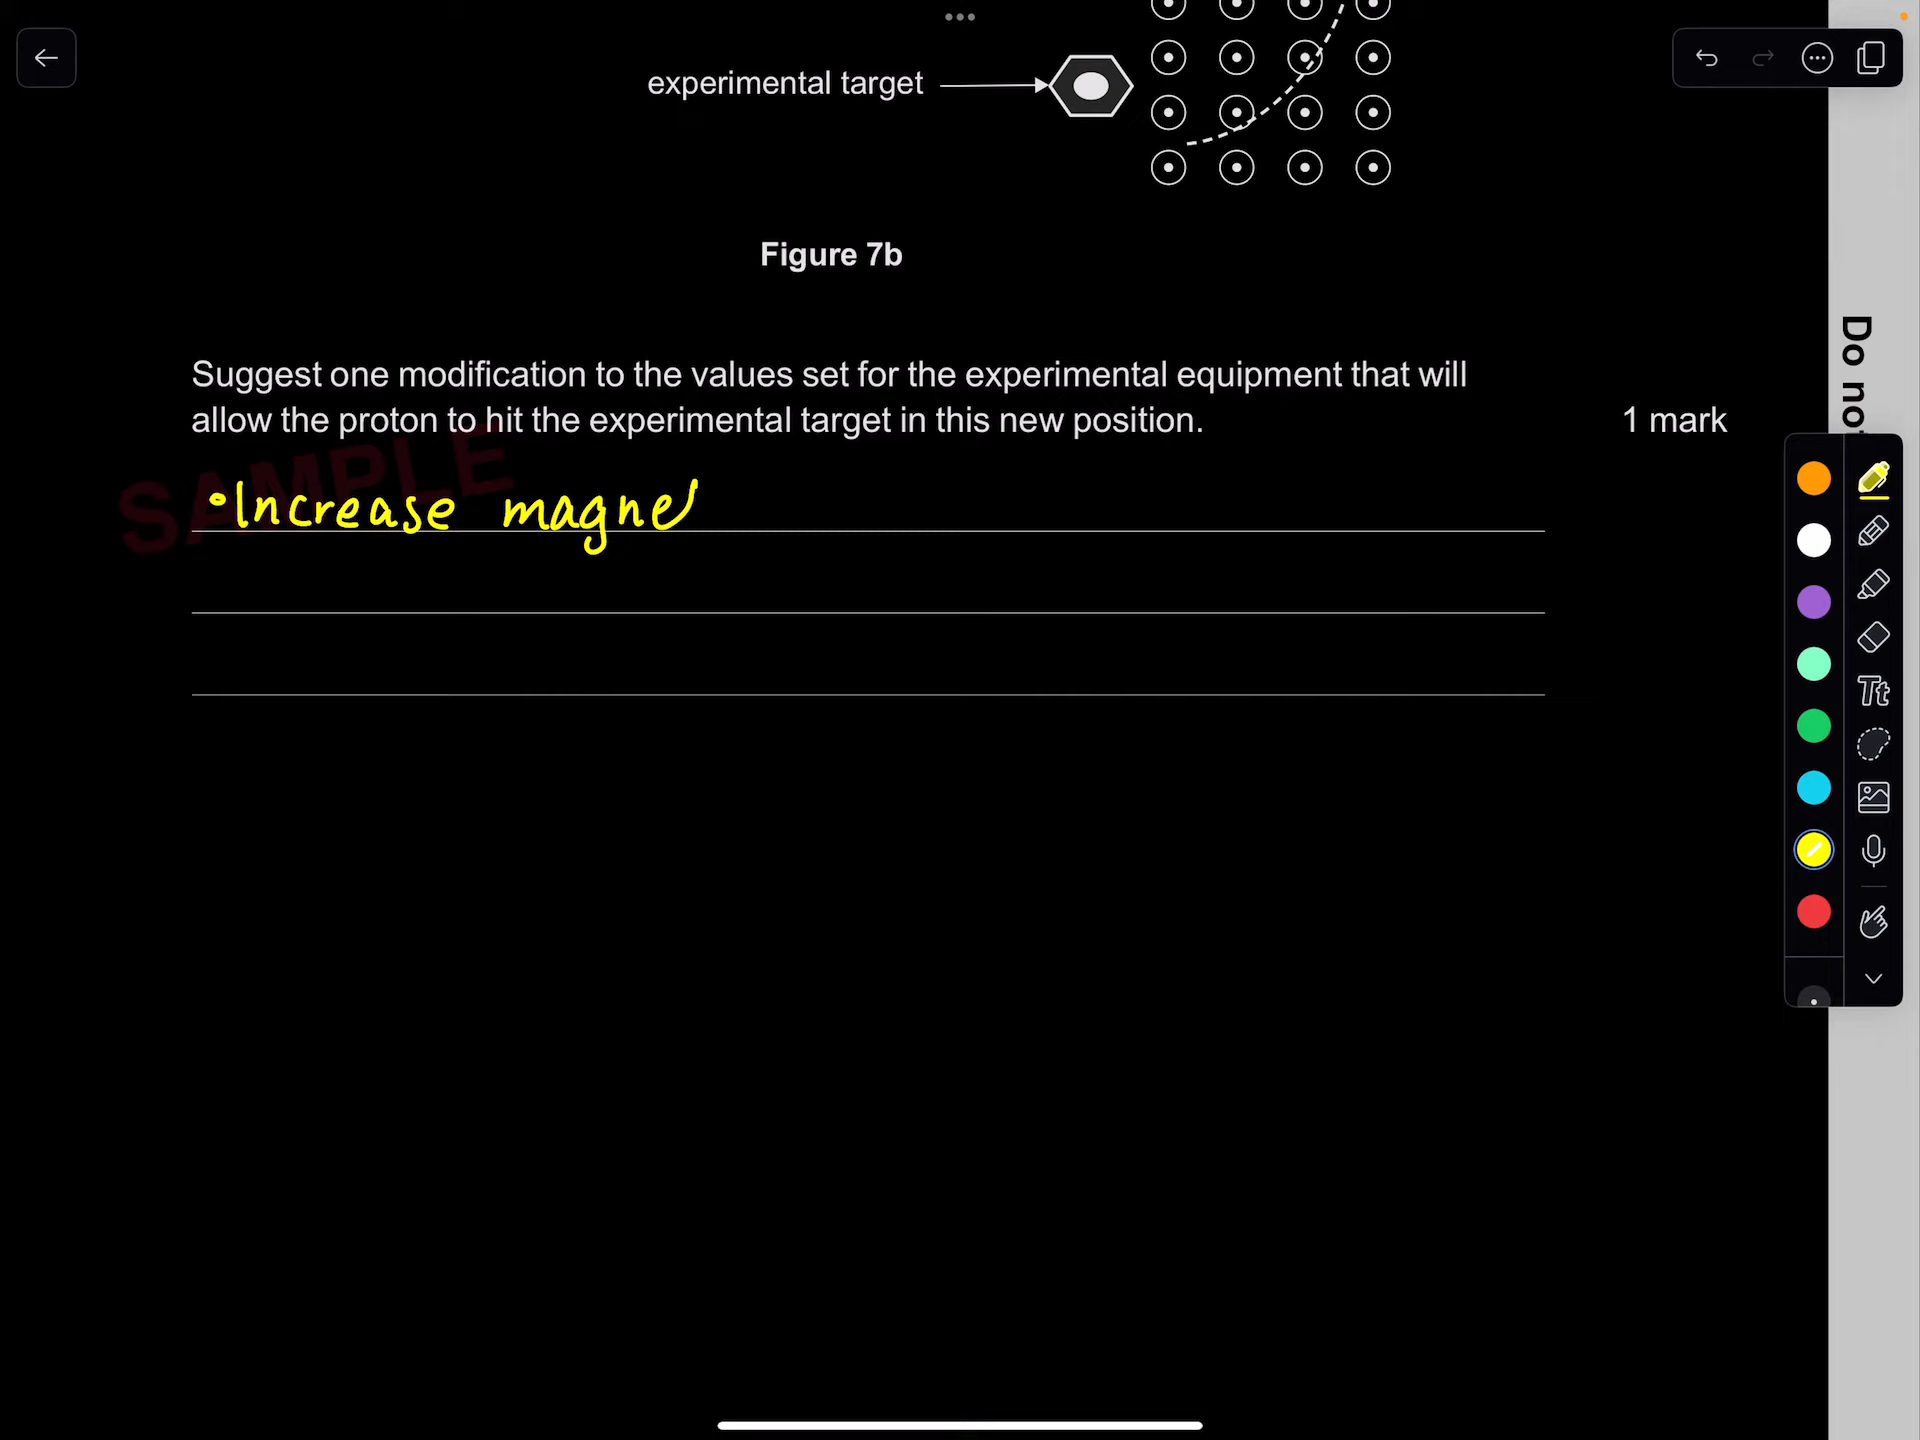 experimental target
Figure 7b
Suggest one modification to the values set for the experimental equipment that will
allow the proton to hit the experimental target in this new position.
1 mark
SAMPLE
•Increase magne
Do no
Tt